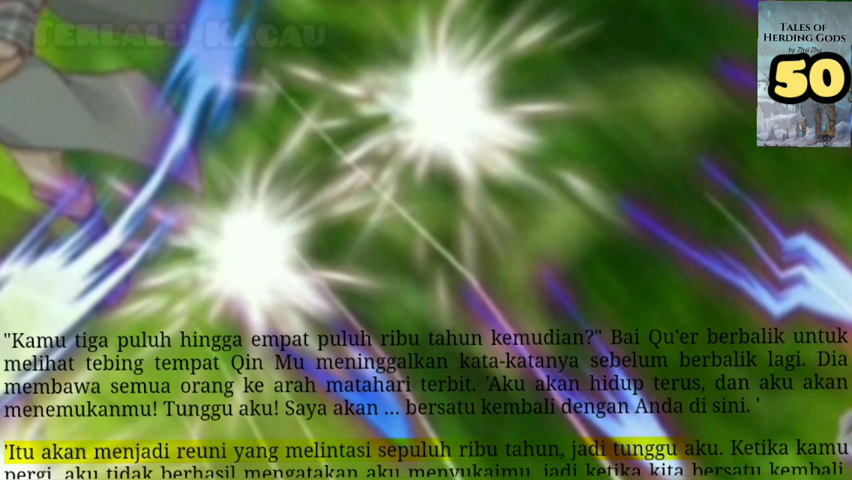 TERLALU KACAU
TALES OF
HERDING GODS
by Zhai Zhu
50
"Kamu tiga puluh hingga empat puluh ribu tahun kemudian?" Bai Qu'er berbalik untuk
melihat tebing tempat Qin Mu meninggalkan kata-katanya sebelum berbalik lagi. Dia
membawa semua orang ke arah matahari terbit. 'Aku akan hidup terus, dan aku akan
menemukanmu! Tunggu aku! Saya akan ... bersatu kembali dengan Anda di sini. '
'Itu akan menjadi reuni yang melintasi sepuluh ribu tahun, jadi tunggu aku. Ketika kamu
pergi, aku tidak berhasil mengatakan aku menyukaimu, jadi ketika kita bersatu kembali,